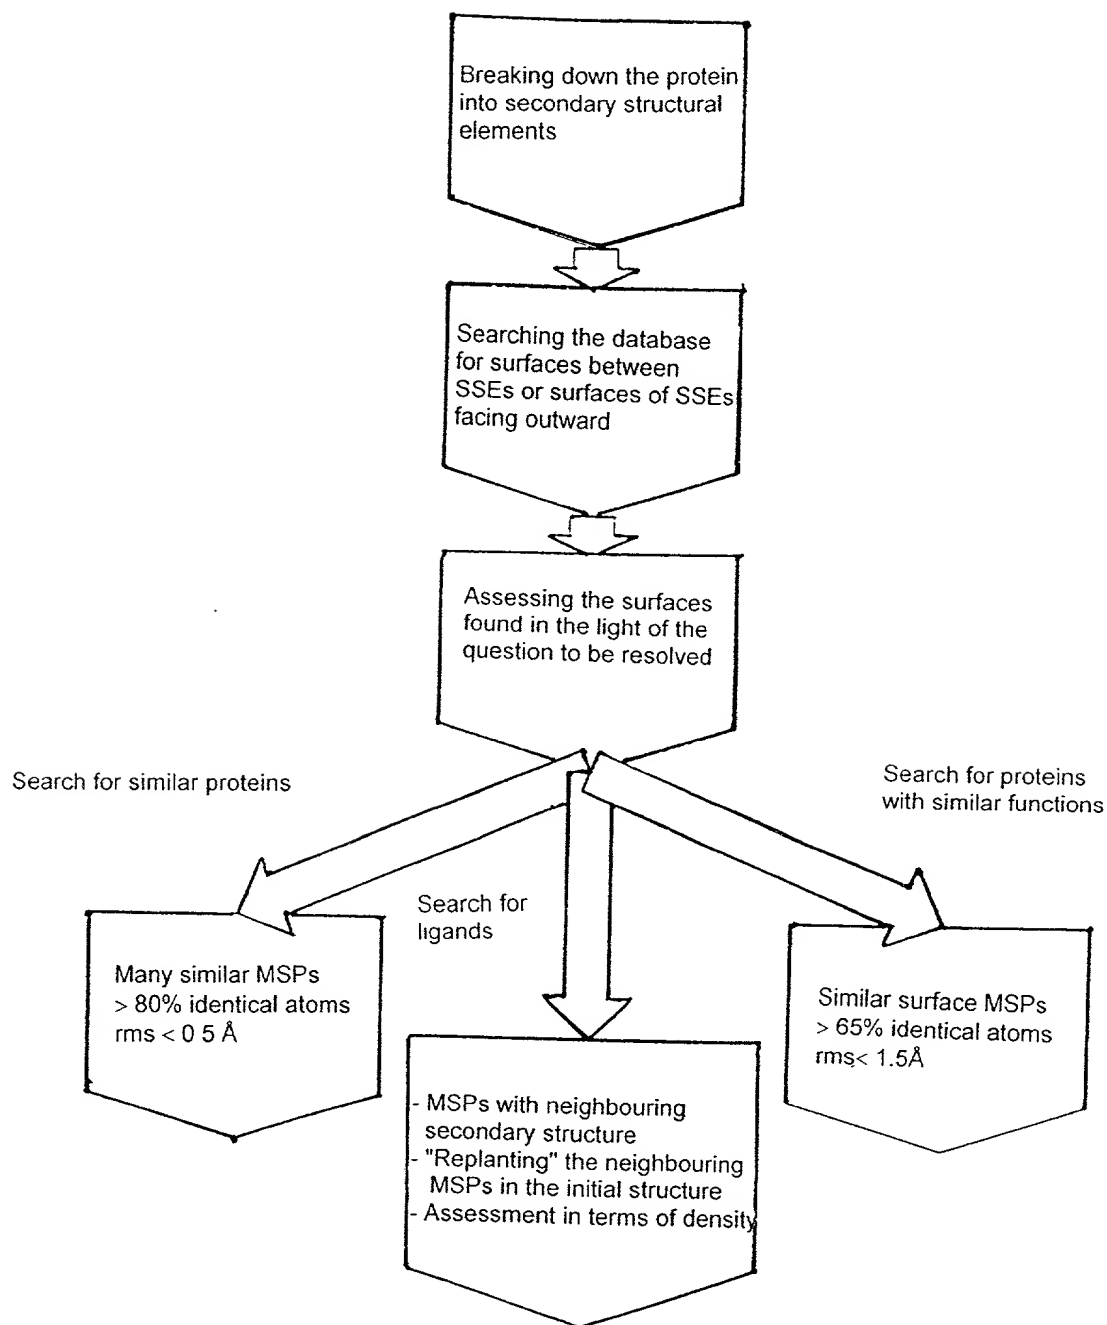 Breaking down the protein
into secondary structural
elements
Searching the database
for surfaces between
SSEs or surfaces of SSEs
facing outward
Assessing the surfaces
found in the light of the
question to be resolved
Search for similar proteins
Search for
ligands
Search for proteins
with similar functions
Many similar MSPs
> 80% identical atoms
rms < 0 5 Å
- MSPs with neighbouring
secondary structure
- "Replanting" the neighbouring
MSPs in the initial structure
- Assessment in terms of density
Similar surface MSPs
> 65% identical atoms
rms< 1.5Å